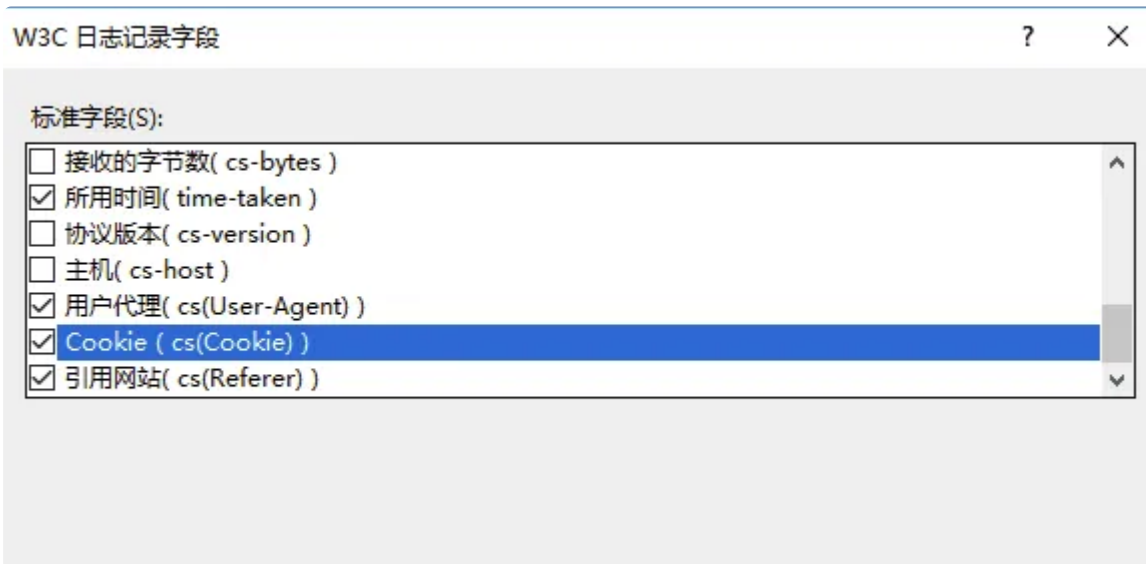 W3C 日志记录字段
?
标准字段(S):
接收的字节数( cs-bytes )
所用时间( time-taken )
协议版本( cs-version )
主机( cs-host )
用户代理( cs(User-Agent) )
Cookie ( cs(Cookie) )
引用网站( cs(Referer) )